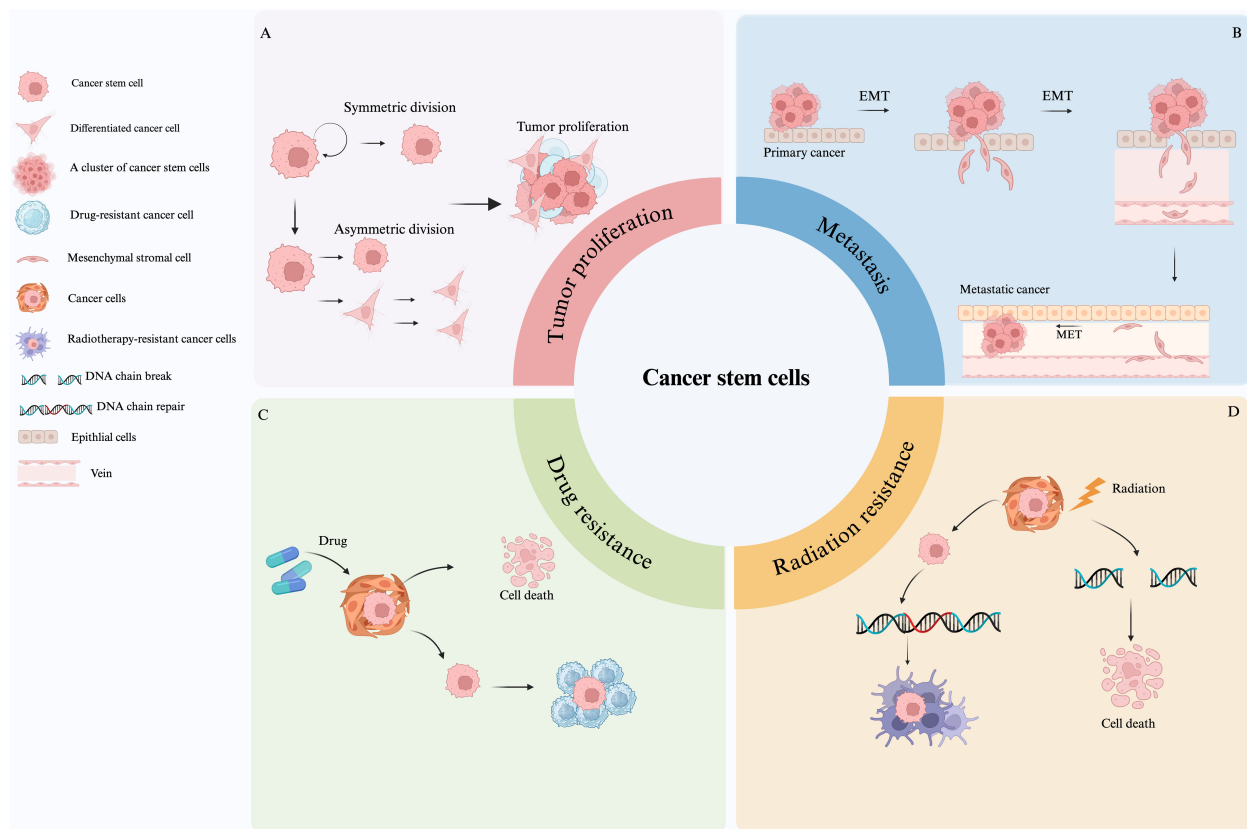 Cancer stem cell
Differentiated cancer cell
A cluster of cancer stem cells
Drug-resistant cancer cell
Mesenchymal stromal cell
Cancer cells
Radiotherapy-resistant cancer cells
DNA chain break
DNA chain repair
Epithlial cells
Vein
A
Symmetric division
Tumor proliferation
Asymmetric division
Tumor proliferation
B
EMT
EMT
Primary cancer
Metastasis
Metastatic cancer
MET
Cancer stem cells
C
Drug resistance
Drug
Cell death
D
Radiation resistance
Radiation
Cell death